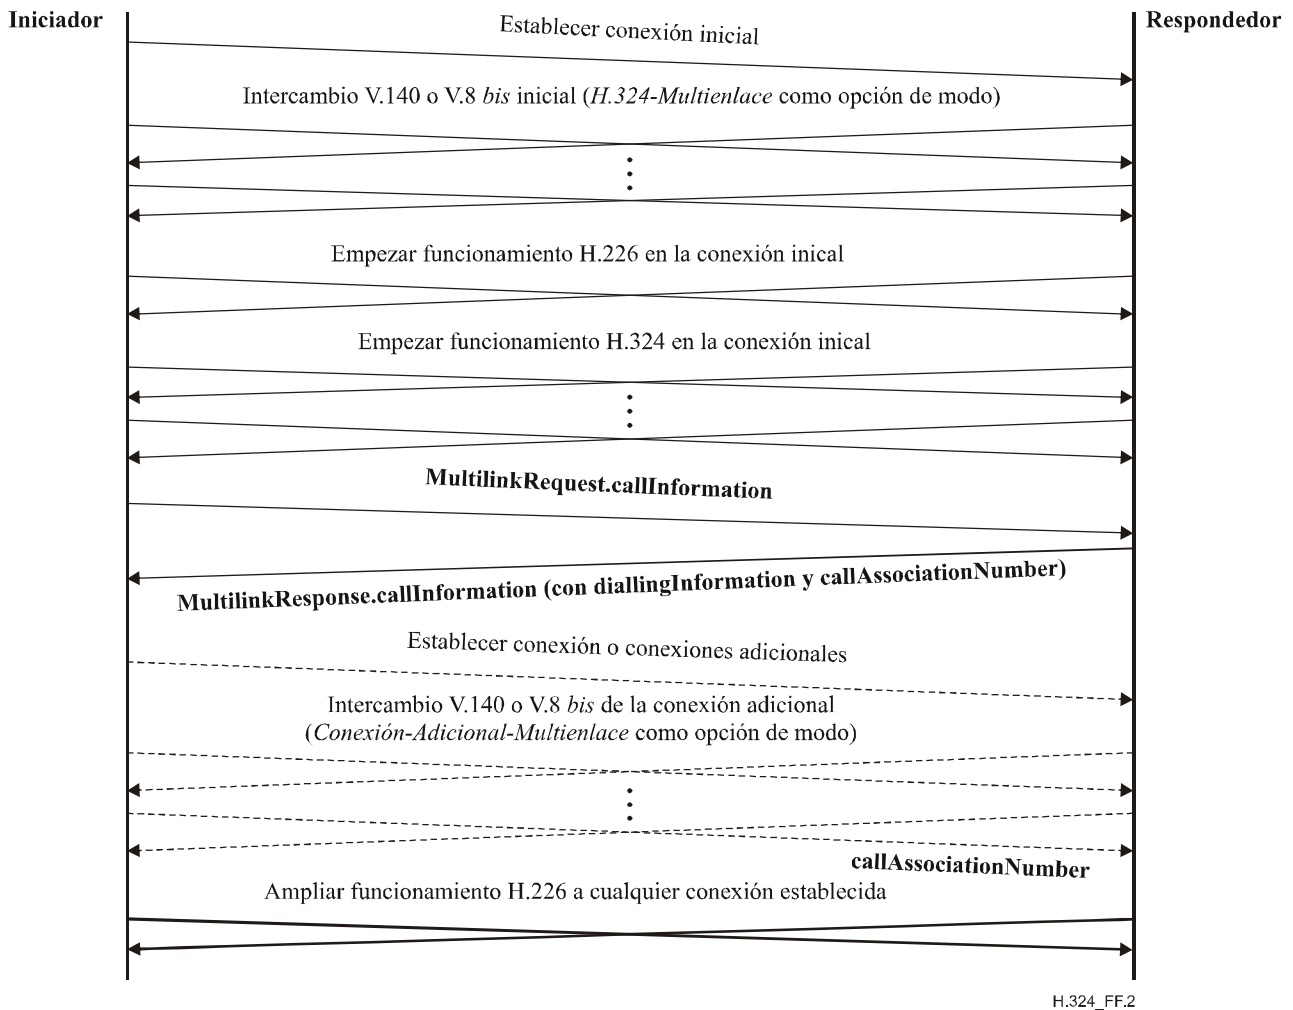 Iniciador
Respondedor
Establecer conexión inicial
Intercambio V.140 o V.8 bis inicial (H.324-Multienlace como opción de modo)
Empezar funcionamiento H.226 en la conexión inical
Empezar funcionamiento H.324 en la conexión inical
MultilinkRequest.callInformation
MultilinkResponse.callInformation (con diallingInformation y callAssociationNumber)
Establecer conexión o conexiones adicionales
Intercambio V.140 o V.8 bis de la conexión adicional
(Conexión-Adicional-Multienlace como opción de modo)
callAssociationNumber
Ampliar funcionamiento H.226 a cualquier conexión establecida
H.324_FF.2